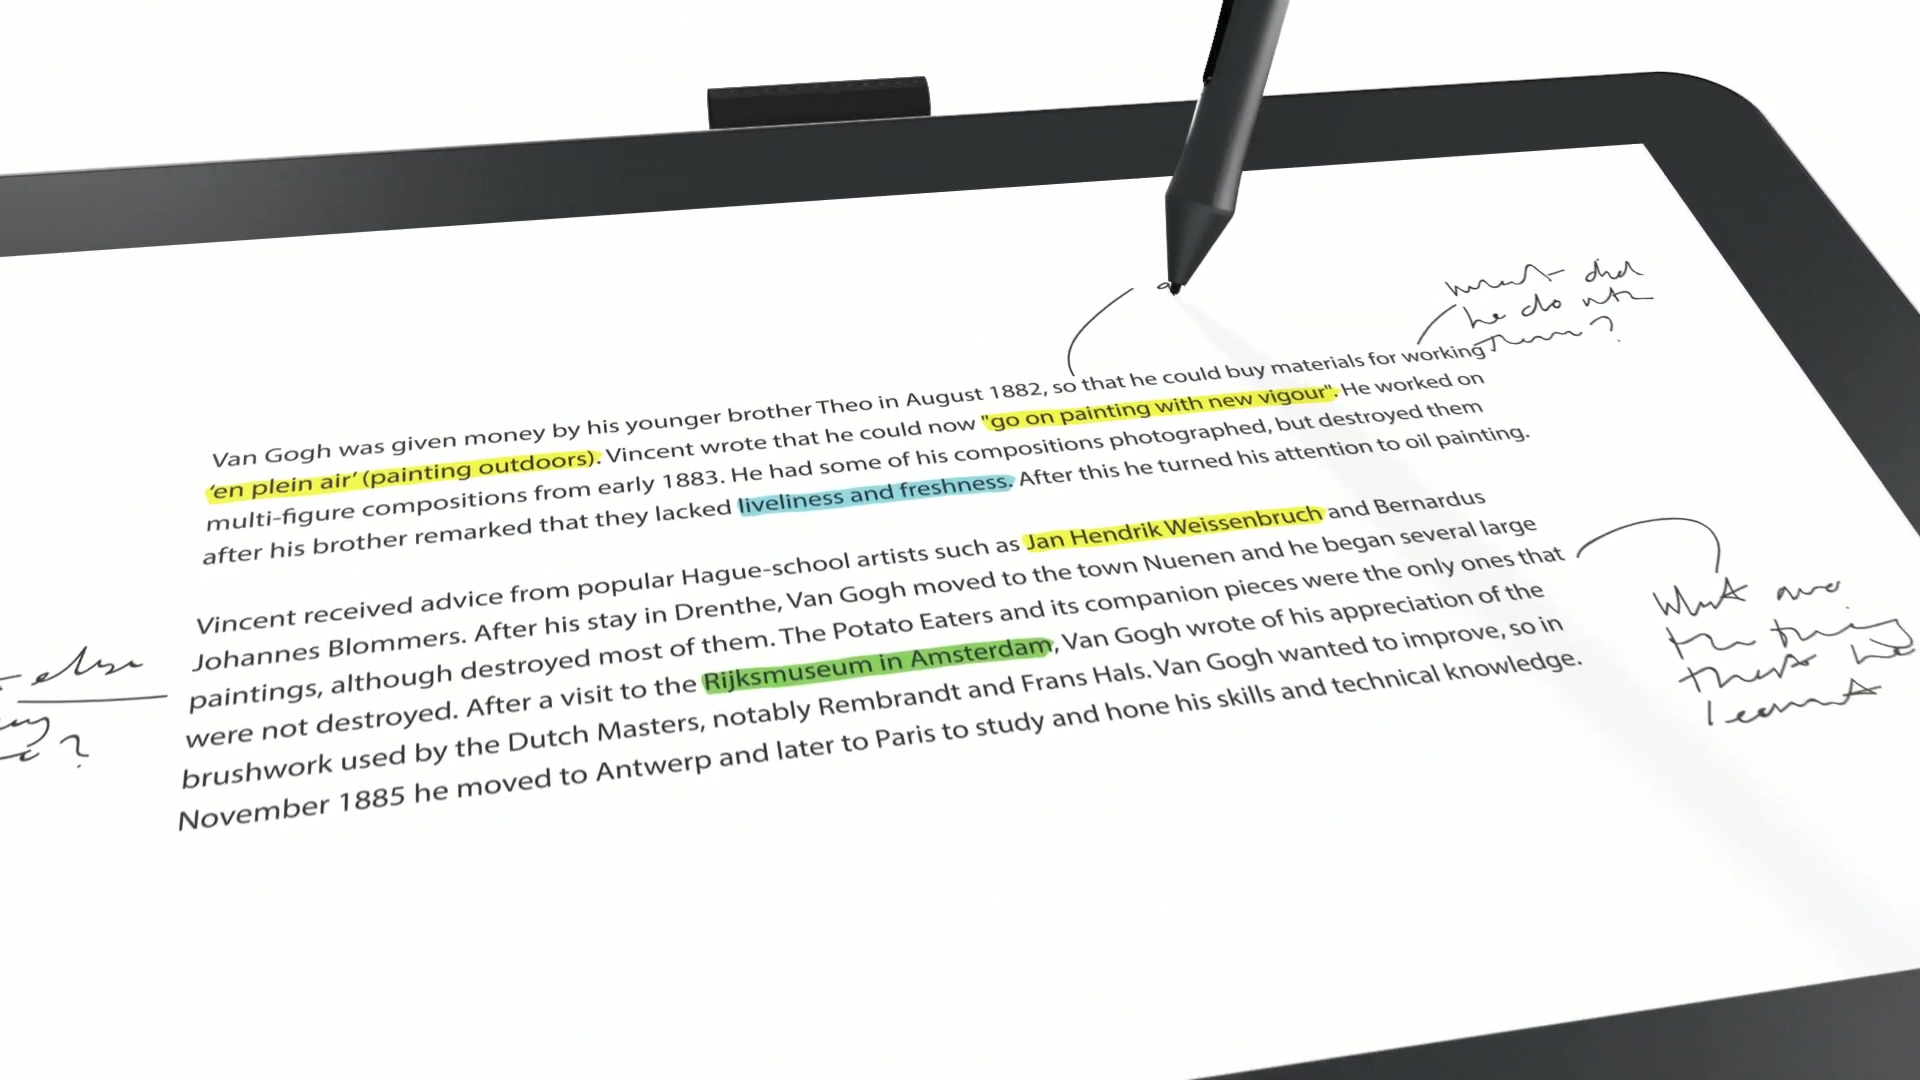 what did
he do with
them?
Van Gogh was given money by his younger brother Theo in August 1882, so that he could buy materials for working
'en plein air' (painting outdoors). Vincent wrote that he could now "go on painting with new vigour". He worked on
multi-figure compositions from early 1883. He had some of his compositions photographed, but destroyed them
after his brother remarked that they lacked liveliness and freshness. After this he turned his attention to oil painting.
Vincent received advice from popular Hague-school artists such as Jan Hendrik Weissenbruch and Bernardus
Johannes Blommers. After his stay in Drenthe, Van Gogh moved to the town Nuenen and he began several large
paintings, although destroyed most of them. The Potato Eaters and its companion pieces were the only ones that
were not destroyed. After a visit to the Rijksmuseum in Amsterdam, Van Gogh wrote of his appreciation of the
brushwork used by the Dutch Masters, notably Rembrandt and Frans Hals. Van Gogh wanted to improve, so in
November 1885 he moved to Antwerp and later to Paris to study and hone his skills and technical knowledge.
What are
the things
that he
learnt
else
?